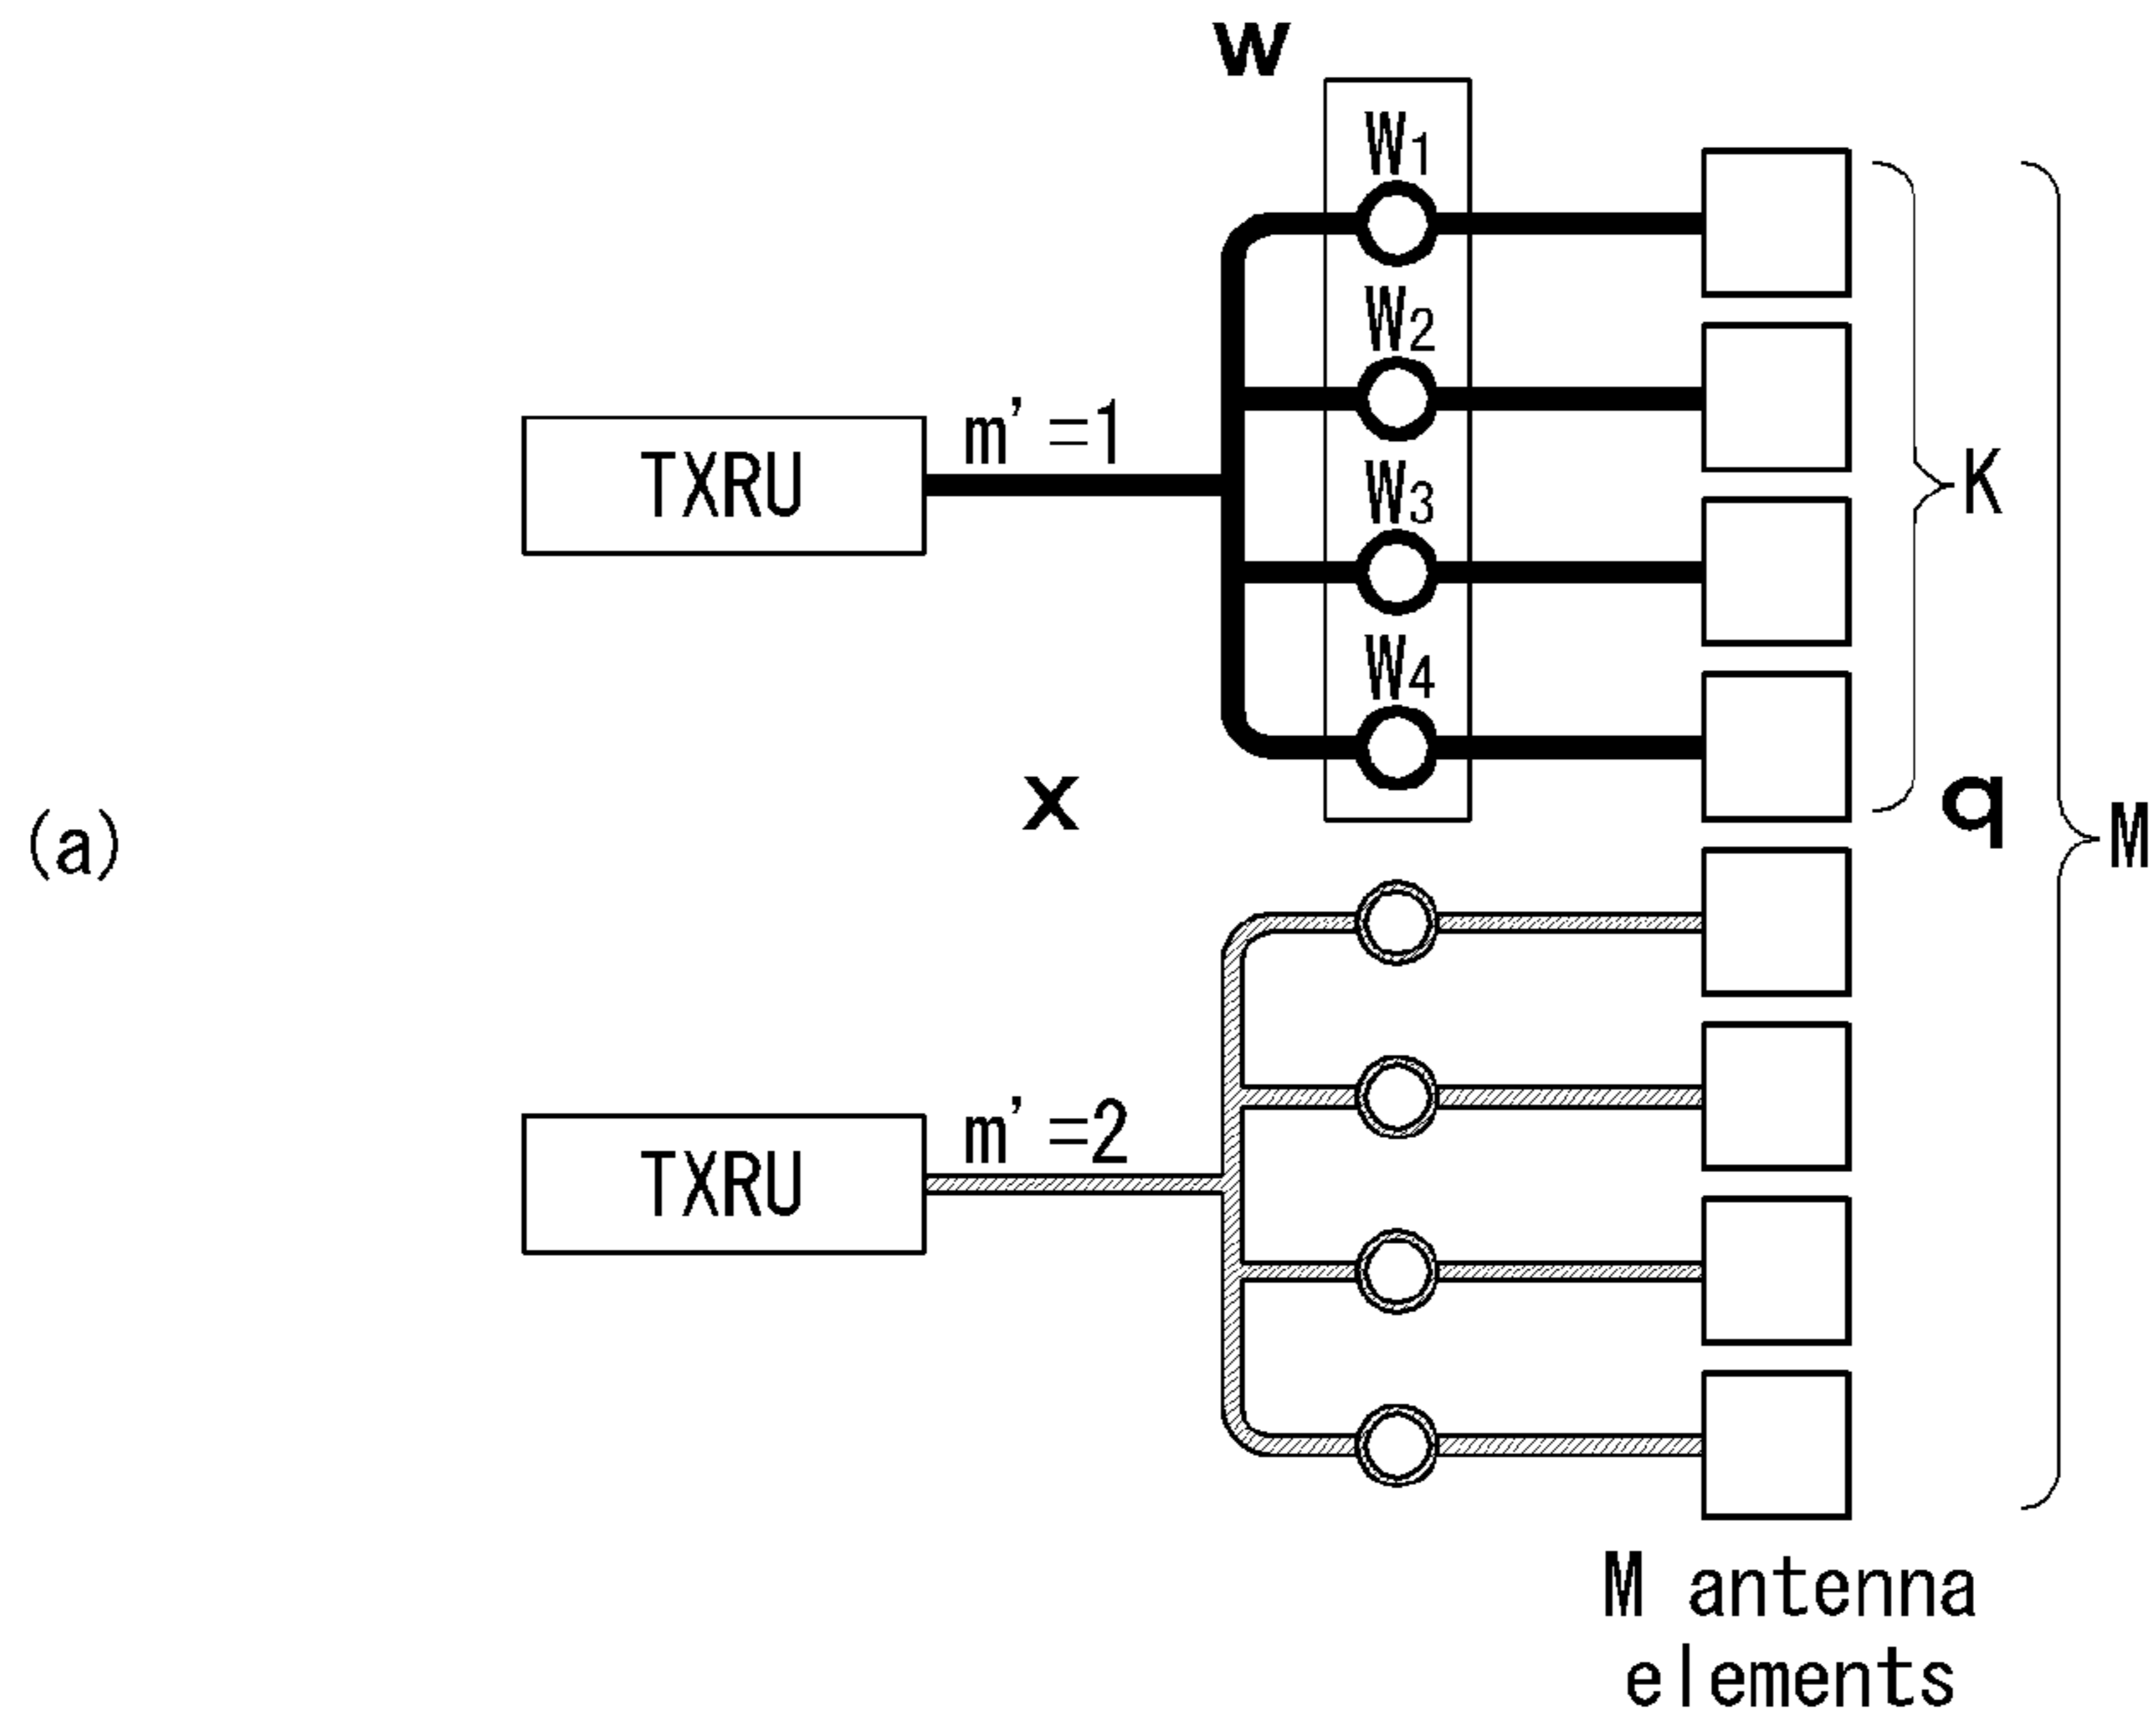 w
W1
W2
m'=1
TXRU
W3
K
W4
x
q
(a)
M
m'=2
TXRU
M antenna
elements